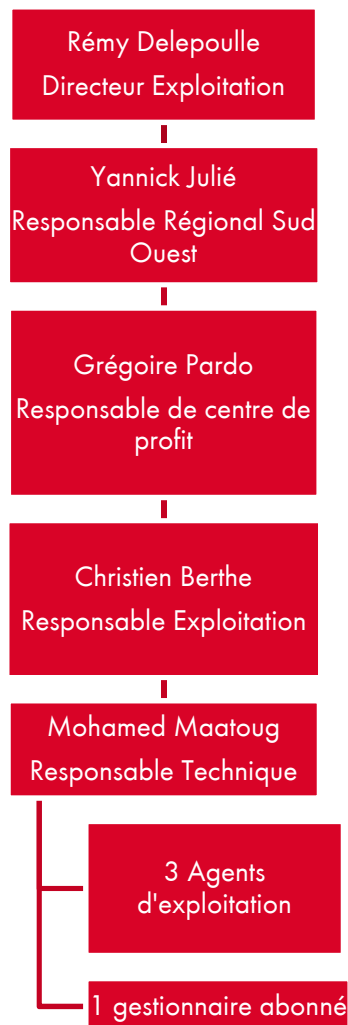 Rémy Delepoulle
Directeur Exploitation
Yannick Julié
Responsable Régional Sud
Ouest
Grégoire Pardo
Responsable de centre de
profit
Christien Berthe
Responsable Exploitation
Mohamed Maatoug
Responsable Technique
3 Agents
d'exploitation
1 gestionnaire abonné